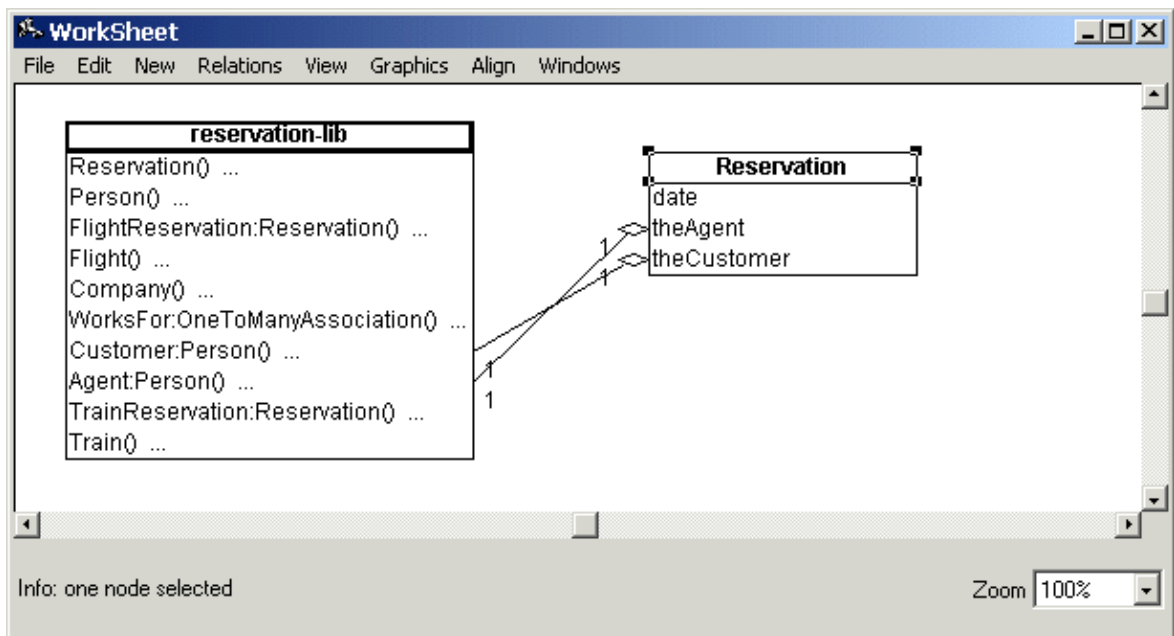 WorkSheet
File Edit New Relations View Graphics Align Windows
reservation-lib
Reservation() ...
Person() ...
FlightReservation:Reservation() ...
Flight() ...
Company() ...
WorksFor:OneToManyAssociation() ...
Customer:Person() ...
Agent:Person() ...
TrainReservation:Reservation() ...
Train() ...
1
1
1
1
Reservation
date
theAgent
theCustomer
Info: one node selected
Zoom 100%